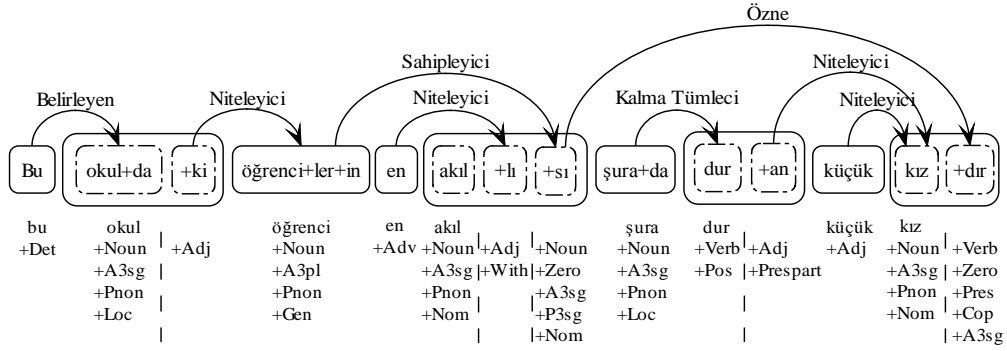 Özne
Sahipleyici Niteleyici
Belirleyen Niteleyici Niteleyici Kalma Tümleci Niteleyici
Bu okul+da +ki öğrenci+ler+in en akıl +lı +sı şura+da dur +an küçük kız +dır
bu okul öğrenci en akıl şura dur küçük kız
+Det +Noun +Adj +Noun +Adv +Noun +Adj +Noun +Noun +Verb +Adj +Adj +Noun +Verb
+A3sg +A3pl +A3sg +With +Zero +A3sg +Pos +Prespart +A3sg +Zero
+Pnon +Pnon +Pnon +A3sg +Pnon +Pnon +Pres
+Loc +Gen +Nom +P3sg +Loc +Nom +Cop
+Nom +A3sg